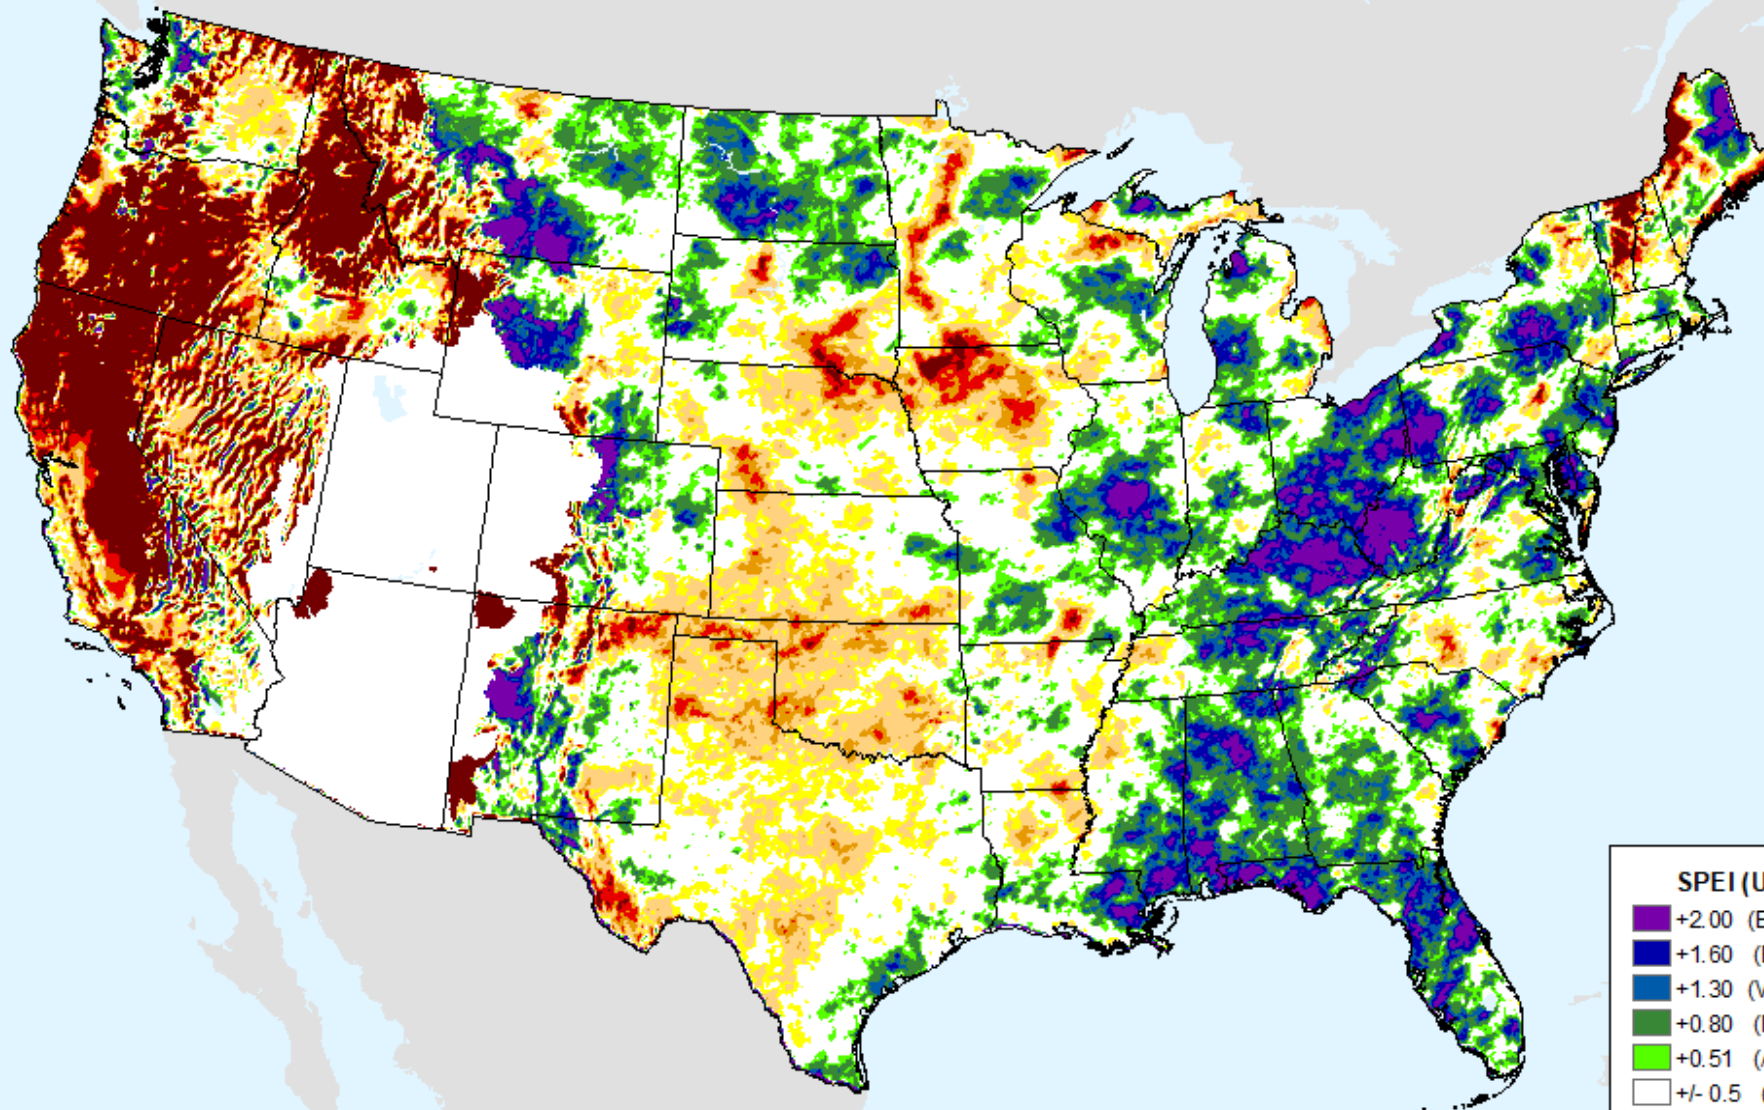 SPEI (U
+2.00 (E
+1.60 (
+1.30 (V
+0.80 (
+0.51 (
+/- 0.5 (